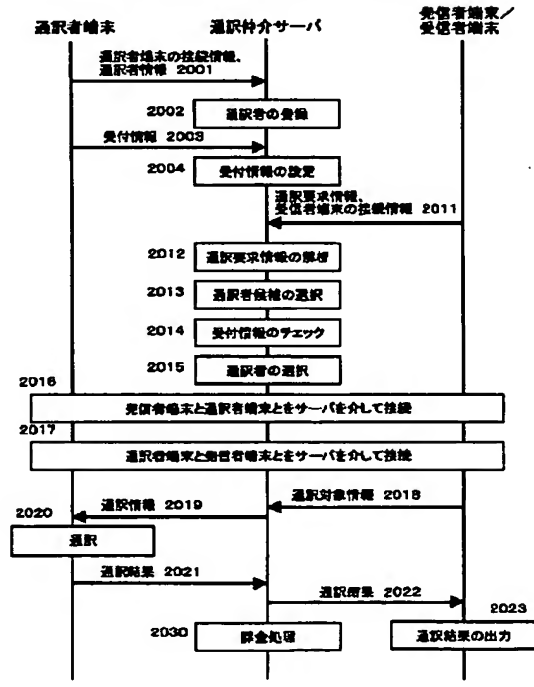 通訳者端末
通訳仲介サーバ
発信者端末/
受信者端末
通訳者端末の接続情報、
通訳者情報 2001
2002
通訳者の登録
受付情報 2003
2004
受付情報の設定
通訳要求情報、
受信者端末の接続情報 2011
2012
通訳要求情報の解析
2013
通訳者候補の選択
2014
受付情報のチェック
2015
通訳者の選択
2016
発信者端末と通訳者端末とをサーバを介して接続
2017
通訳者端末と発信者端末とをサーバを介して接続
通訳対象情報 2018
通訳情報 2019
2020
通訳
通訳結果 2021
通訳結果 2022
2023
通訳結果の出力
2030
課金処理